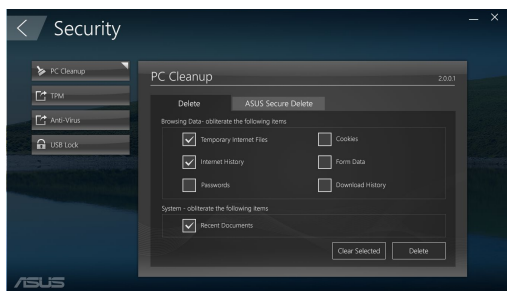 Security
PC Cleanup
TPM
Anti-Virus
USB Lock
PC Cleanup 2.0.0.1
Delete ASUS Secure Delete
Browsing Data- obliterate the following items
Temporary Internet Files Cookies
Internet History Form Data
Passwords Download History
System - obliterate the following items
Recent Documents
Clear Selected Delete
ASUS